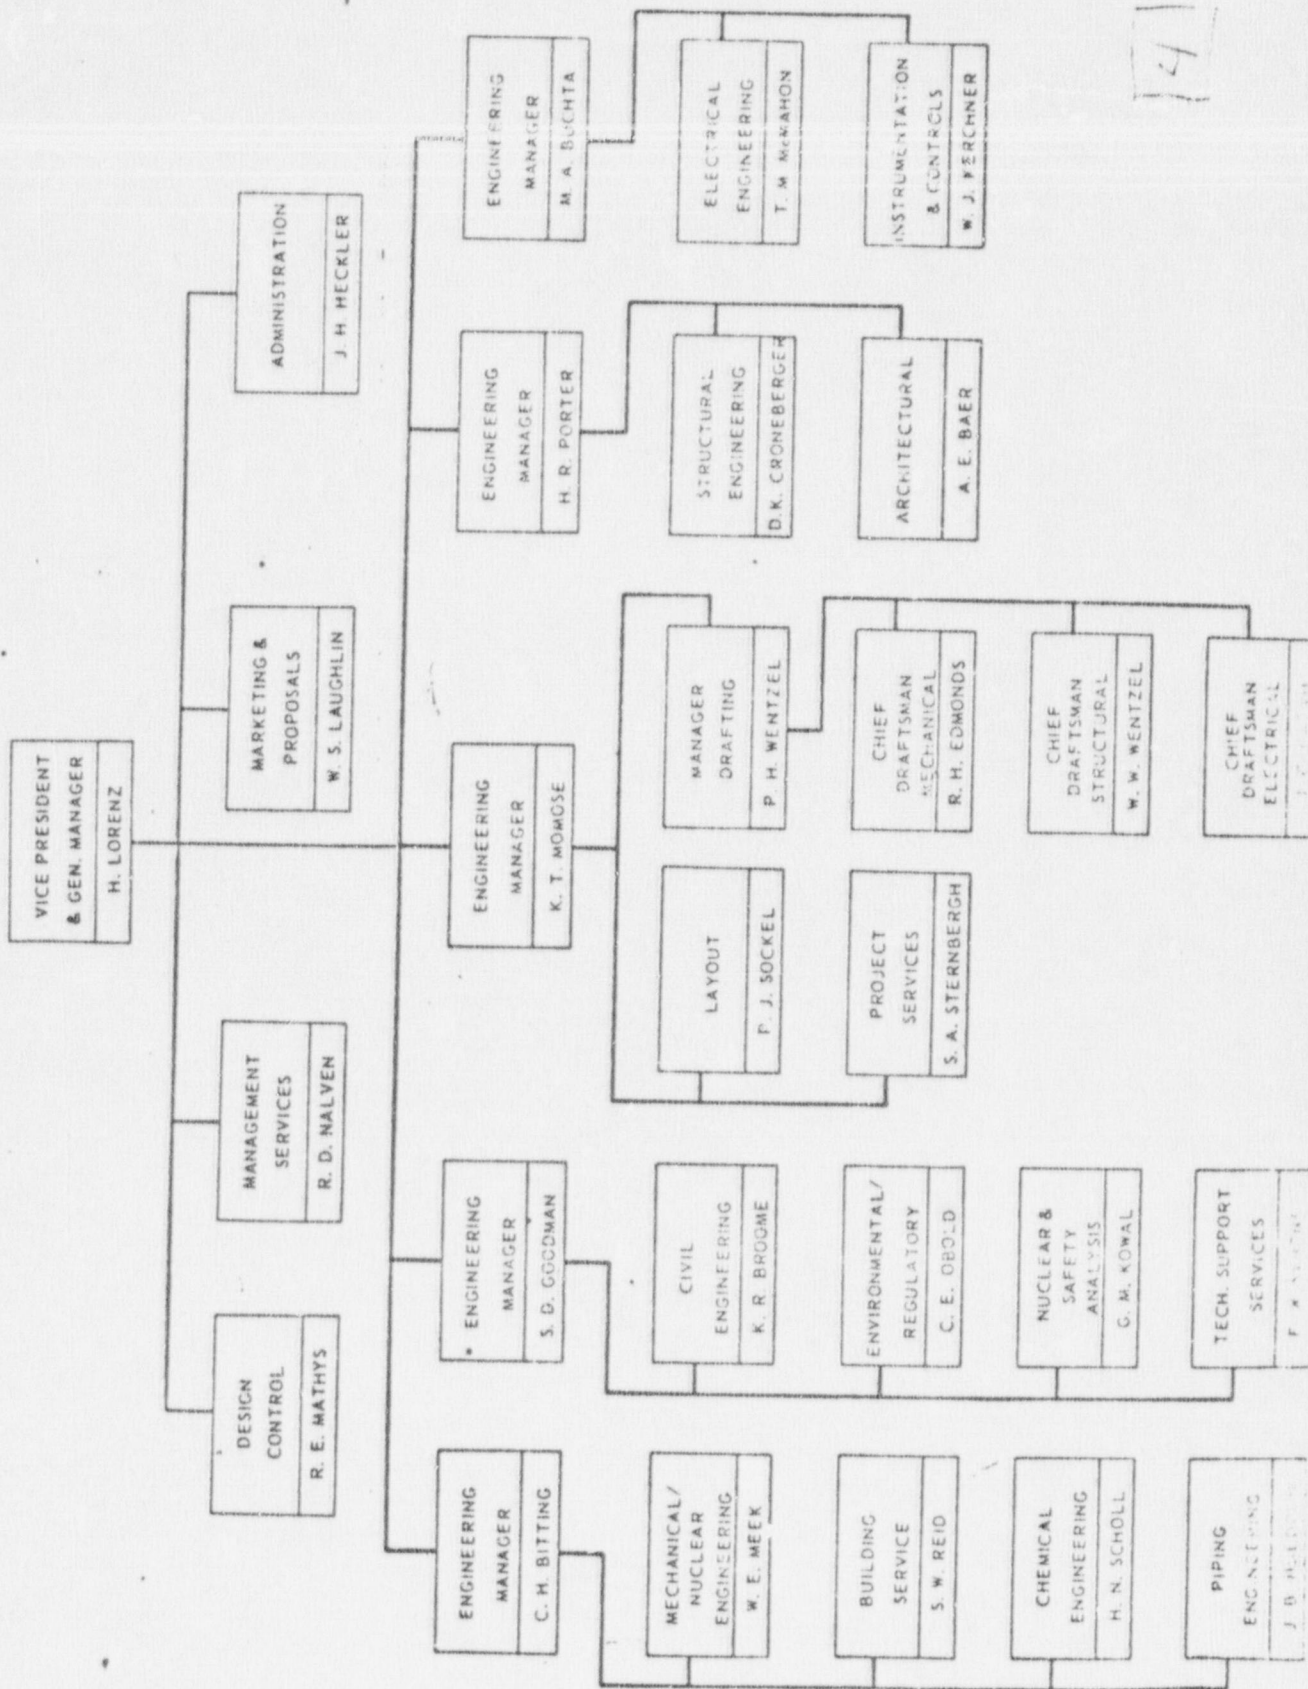 VICE PRESIDENT
& GEN. MANAGER
H. LORENZ
DESIGN
CONTROL
R. E. MATHYS
MANAGEMENT
SERVICES
R. D. NALVEN
MARKETING &
PROPOSALS
W. S. LAUGHLIN
ADMINISTRATION
J. H. HECKLER
ENGINEERING
MANAGER
C. H. BITTING
ENGINEERING
MANAGER
S. D. GOODMAN
ENGINEERING
MANAGER
K. T. MOMOSE
ENGINEERING
MANAGER
H. R. PORTER
ENGINEERING
MANAGER
M. A. BUCHTA
MECHANICAL/
NUCLEAR
ENGINEERING
W. E. MEEK
BUILDING
SERVICE
S. W. REID
CHEMICAL
ENGINEERING
H. N. SCHOLL
PIPING
ENGINEERING
J. B.
CIVIL
ENGINEERING
K. R. BROOME
ENVIRONMENTAL/
REGULATORY
C. E. OBOLD
NUCLEAR &
SAFETY
ANALYSIS
G. M. KOWAL
TECH. SUPPORT
SERVICES
LAYOUT
P. J. SOCKEL
PROJECT
SERVICES
S. A. STERNBERGH
MANAGER
DRAFTING
P. H. WENTZEL
CHIEF
DRAFTSMAN
MECHANICAL
R. H. EDMONDS
CHIEF
DRAFTSMAN
STRUCTURAL
W. W. WENTZEL
CHIEF
DRAFTSMAN
ELECTRICAL
STRUCTURAL
ENGINEERING
D.K. CRONEBERGER
ARCHITECTURAL
A. E. BAER
ELECTRICAL
ENGINEERING
T. M. McMAHON
INSTRUMENTATION
& CONTROLS
W. J. KERCHNER
4